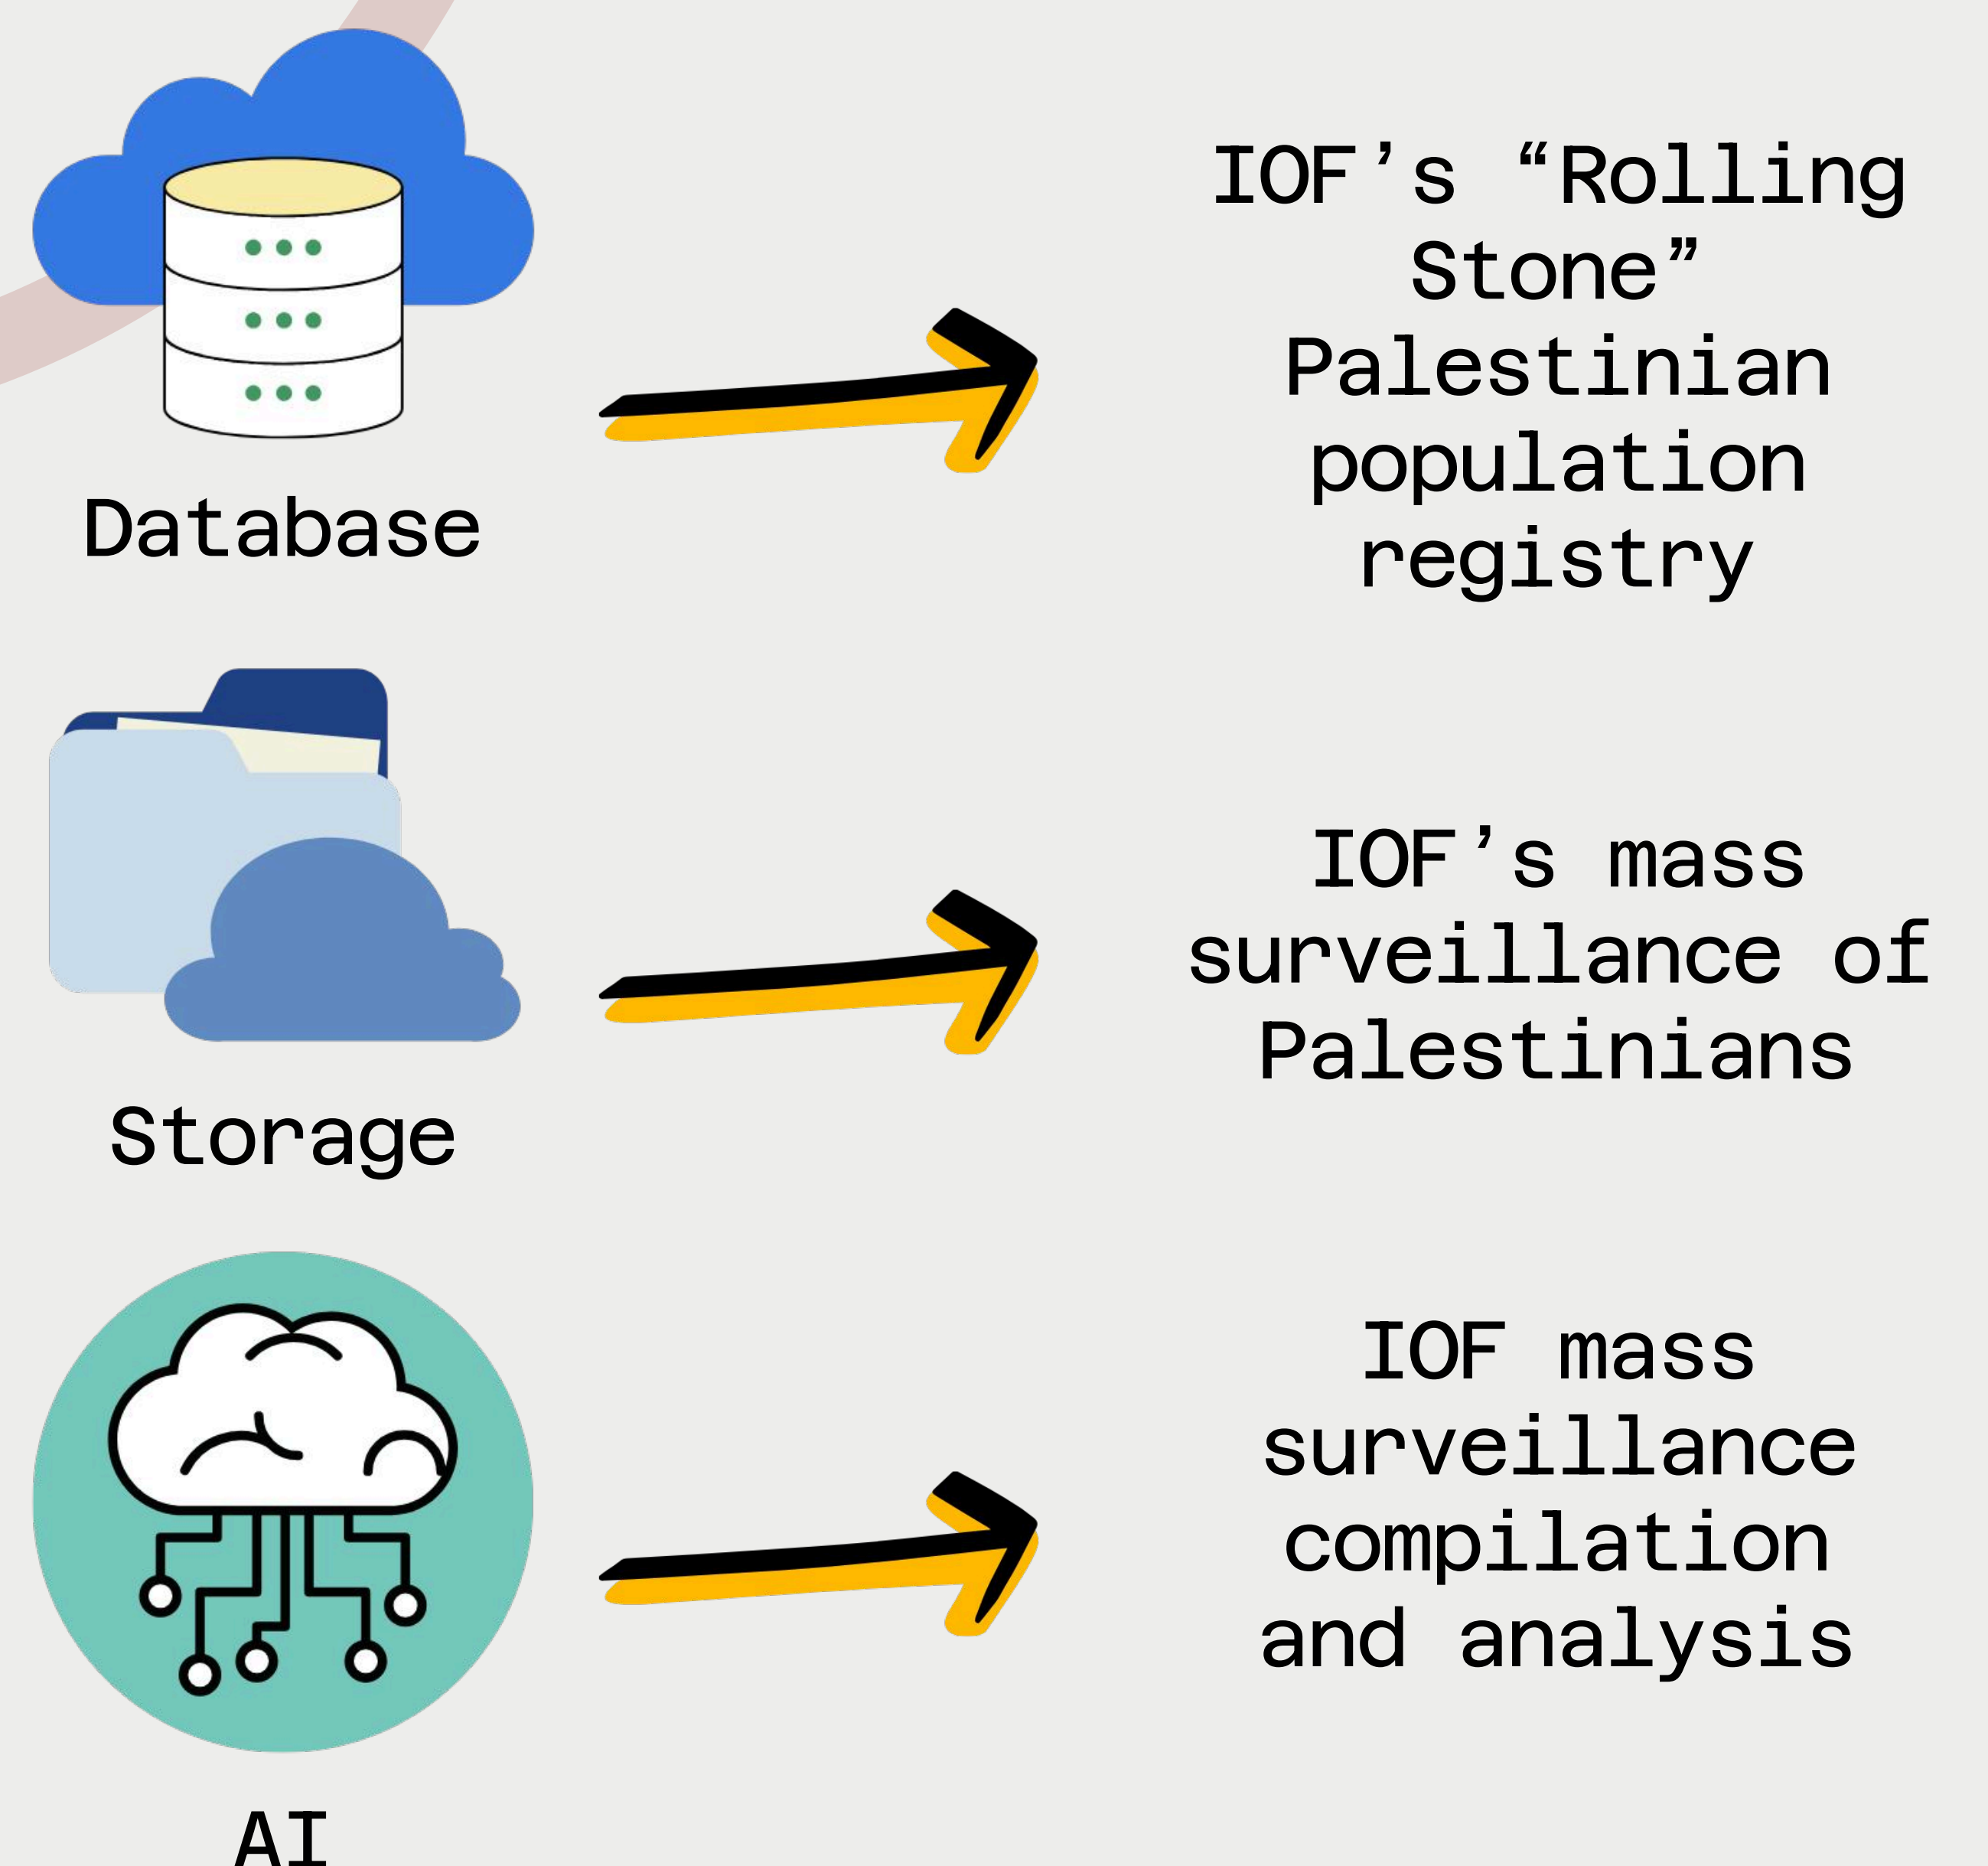 IOF’s “Rolling
Stone”
Palestinian
population
registry
Database
IOF’s mass
surveillance of
Palestinians
Storage
IOF mass
surveillance
compilation
and analysis
AI